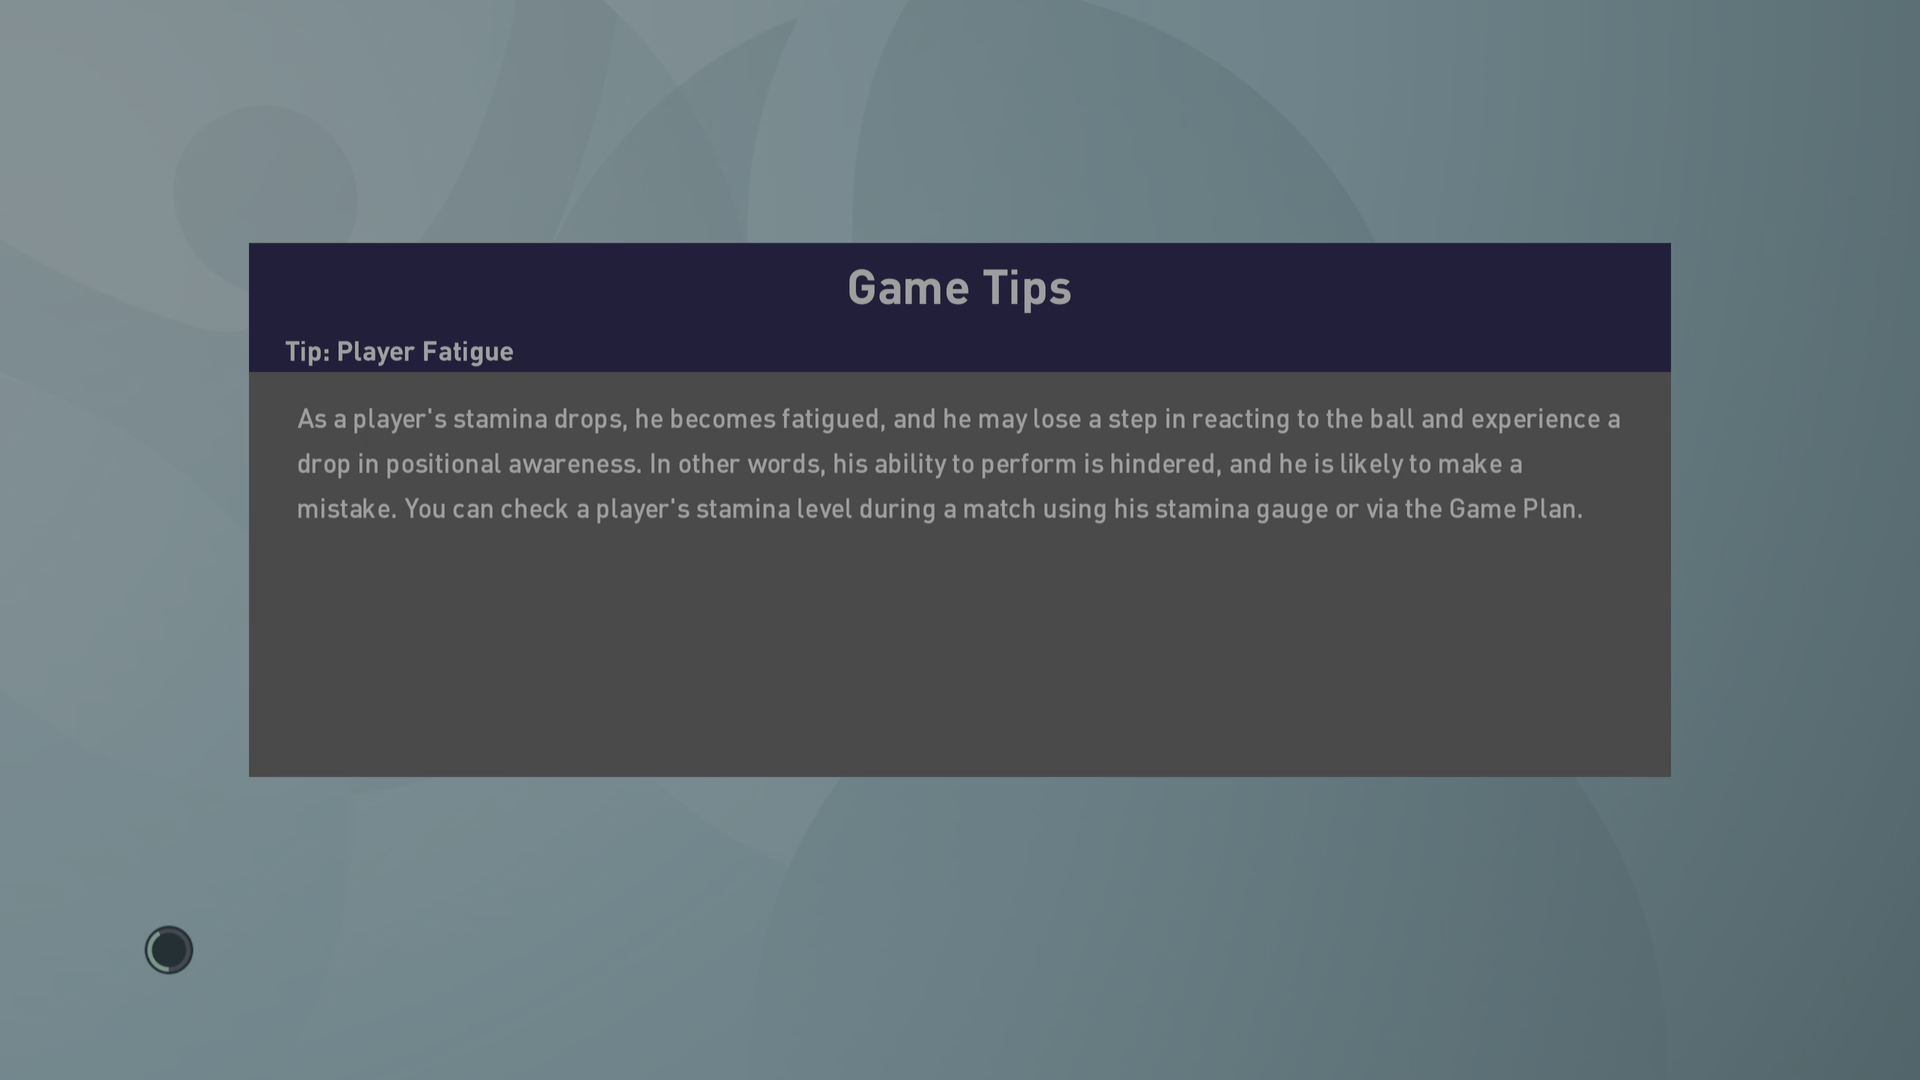 Game Tips
Tip: Player Fatigue
As a player's stamina drops, he becomes fatigued, and he may lose a step in reacting to the ball and experience a
drop in positional awareness. In other words, his ability to perform is hindered, and he is likely to make a
mistake. You can check a player's stamina level during a match using his stamina gauge or via the Game Plan.